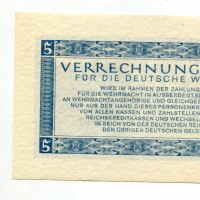 5
VERRECHNUNG
FÜR DIE DEUTSCHE W
WIRD IM RAHMEN DER ZAHLUN
FÜR DIE WEHRMACHT IN AUSSERDEUTSC
AN WEHRMACHTANGEHÖRIGE UND GLEICHGE
NUR AUS DER HAND DIESER PERSONENKR
VON ALLEN KASSEN UND ZAHLSTELLEN
REICHSKREDITKASSEN UND WECHSEL
IM REICH VON DER DEUTSCHEN REI
DEN ÜBRIGEN DEUTSCHEN GELD
5